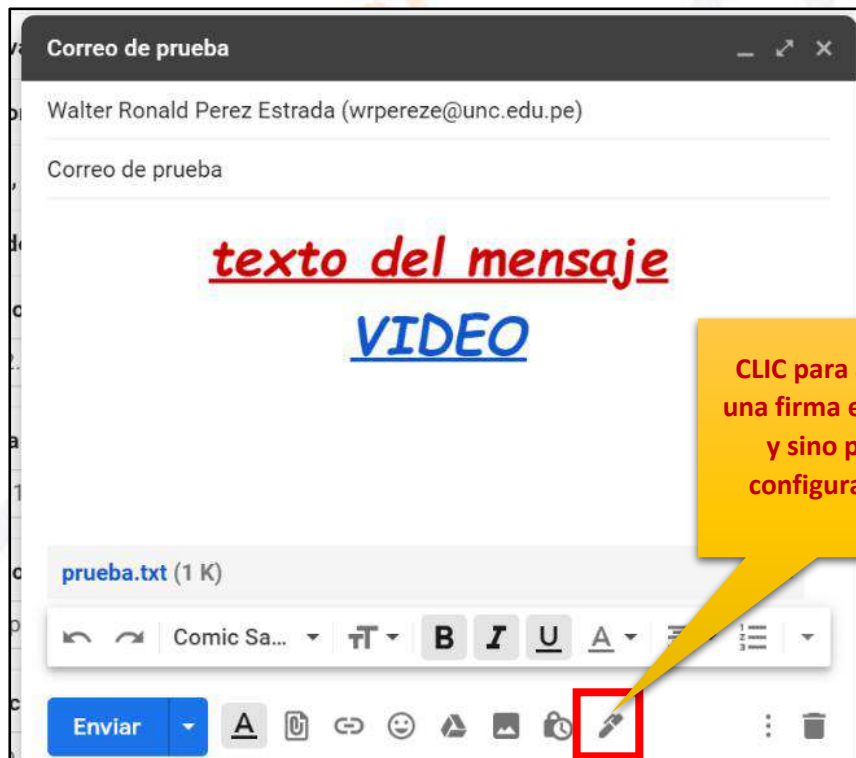 Correo de prueba
Walter Ronald Perez Estrada (wrpereze@unc.edu.pe)
Correo de prueba
texto del mensaje
VIDEO
CLIC para
una firma
y sino
prueba.txt (1 K)
Comic Sa... B I U A
Enviar A